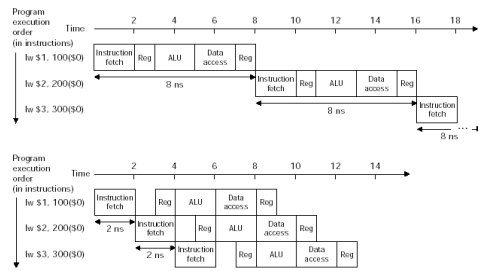 Program
execution
order
(in instructions)
Time 2 4 6 8 10 12 14 16 18
lw $1, 100($0) Instruction fetch Reg ALU Data access Reg
8 ns
lw $2, 200($0) Instruction fetch Reg ALU Data access Reg
8 ns
lw $3, 300($0) Instruction fetch
8 ns
...
Program
execution
order
(in instructions)
Time 2 4 6 8 10 12 14
lw $1, 100($0) Instruction fetch Reg ALU Data access Reg
2 ns
lw $2, 200($0) Instruction fetch Reg ALU Data access Reg
2 ns
lw $3, 300($0) Instruction fetch Reg ALU Data access Reg